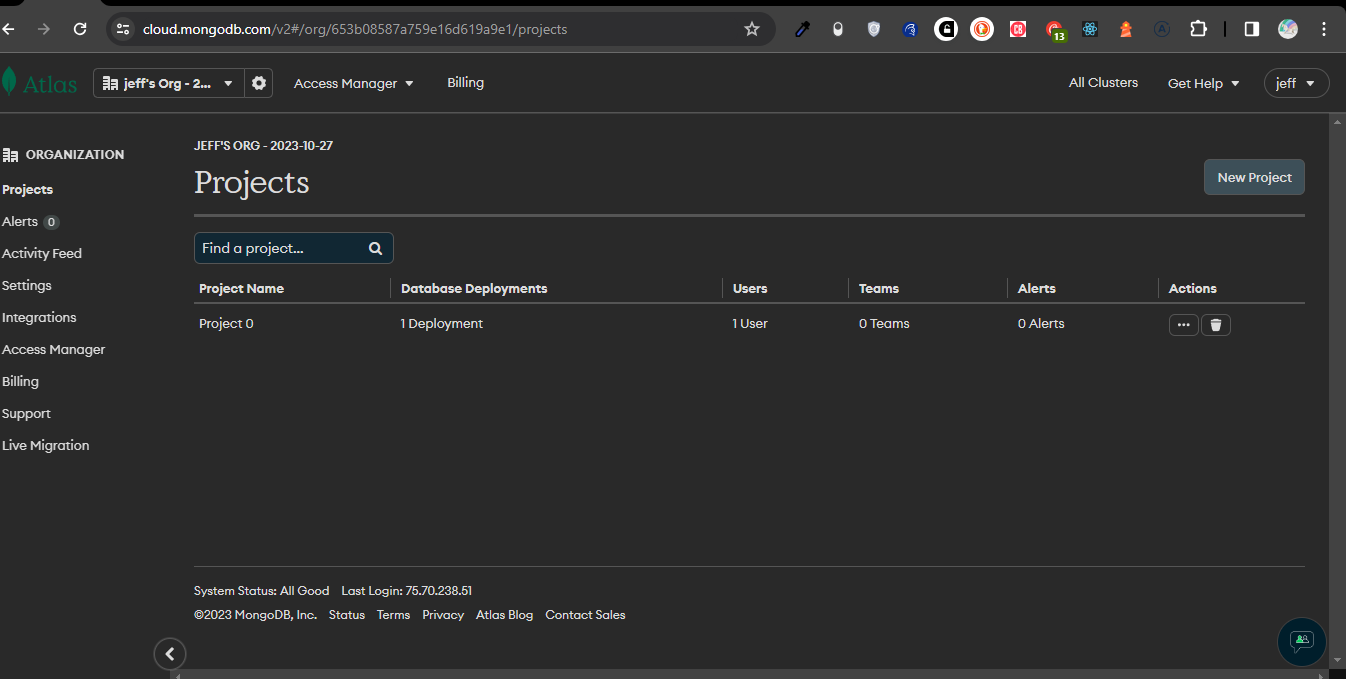 cloud.mongodb.com/v2#/org/653b08587a759e16d619a9e1/projects
13
Atlas
jeff's Org - 2...
Access Manager
Billing
All Clusters
Get Help
jeff
ORGANIZATION
Projects
Alerts 0
Activity Feed
Settings
Integrations
Access Manager
Billing
Support
Live Migration
JEFF'S ORG - 2023-10-27
Projects
New Project
Find a project...
Project Name Database Deployments Users Teams Alerts Actions
Project 0 1 Deployment 1 User 0 Teams 0 Alerts
System Status: All Good Last Login: 75.70.238.51
©2023 MongoDB, Inc. Status Terms Privacy Atlas Blog Contact Sales